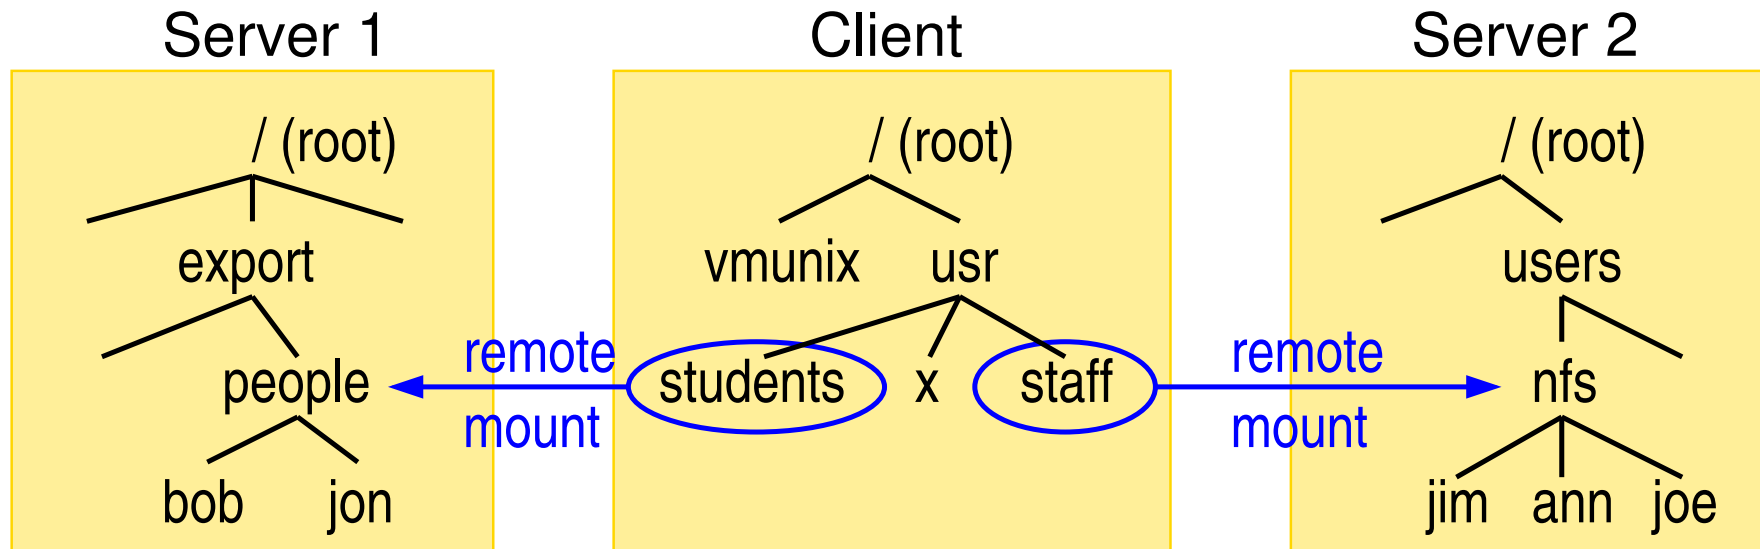 Server 1 Client Server 2
/ (root) / (root) / (root)
export vmunix usr users
remote remote
people students x staff nfs
mount mount
bob jon jim ann joe